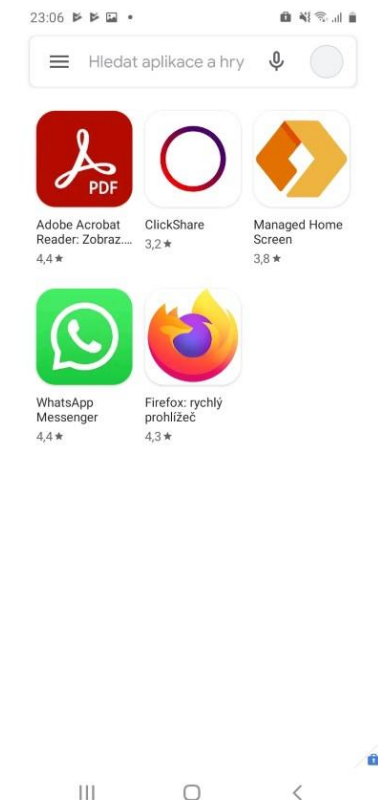 23:06
Hledat aplikace a hry
PDF
Adobe Acrobat
Reader: Zobraz....
4,4★
ClickShare
3,2★
Managed Home
Screen
3,8★
WhatsApp
Messenger
4,4★
Firefox: rychlý
prohlížeč
4,3★